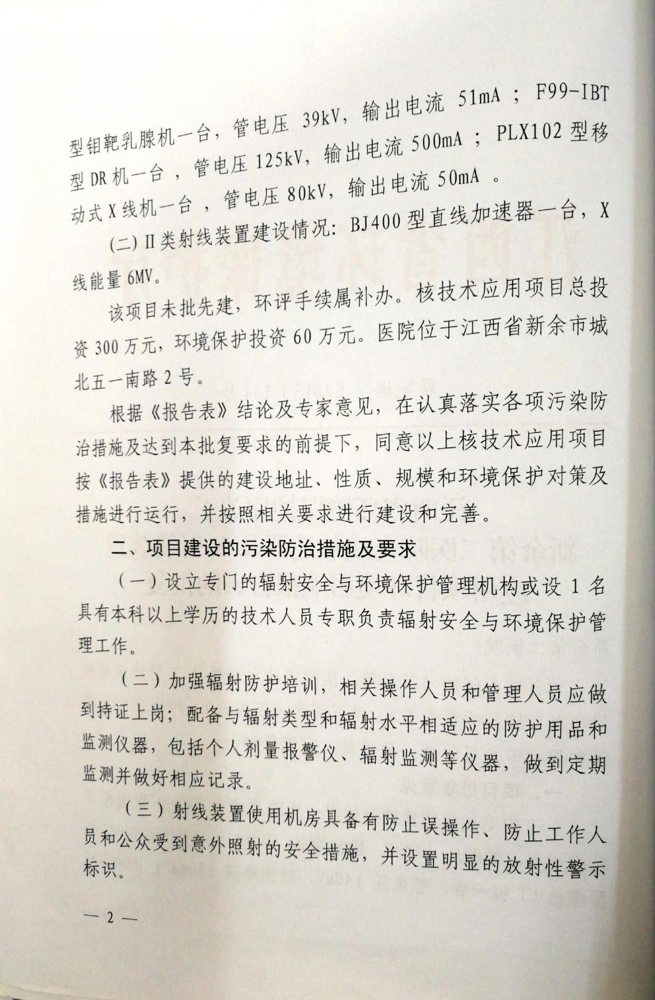 型钼靶乳腺机一台，管电压 39kV，输出电流 51mA ；F99-IBT
型 DR 机一台 ，管电压 125kV，输出电流 500mA ；PLX102 型移
动式 X 线机一台 ，管电压 80kV，输出电流 50mA 。
(二) II 类射线装置建设情况：BJ400 型直线加速器一台，X
线能量 6MV。
该项目未批先建，环评手续属补办。核技术应用项目总投
资 300 万元，环境保护投资 60 万元。医院位于江西省新余市城
北五一南路 2 号。
根据《报告表》结论及专家意见，在认真落实各项污染防
治措施及达到本批复要求的前提下，同意以上核技术应用项目
按《报告表》提供的建设地址、性质、规模和环境保护对策及
措施进行运行，并按照相关要求进行建设和完善。
二、项目建设的污染防治措施及要求
（一）设立专门的辐射安全与环境保护管理机构或设 1 名
具有本科以上学历的技术人员专职负责辐射安全与环境保护管
理工作。
（二）加强辐射防护培训，相关操作人员和管理人员应做
到持证上岗；配备与辐射类型和辐射水平相适应的防护用品和
监测仪器，包括个人剂量报警仪、辐射监测等仪器，做到定期
监测并做好相应记录。
（三）射线装置使用机房具备有防止误操作、防止工作人
员和公众受到意外照射的安全措施，并设置明显的放射性警示
标识。
— 2 —